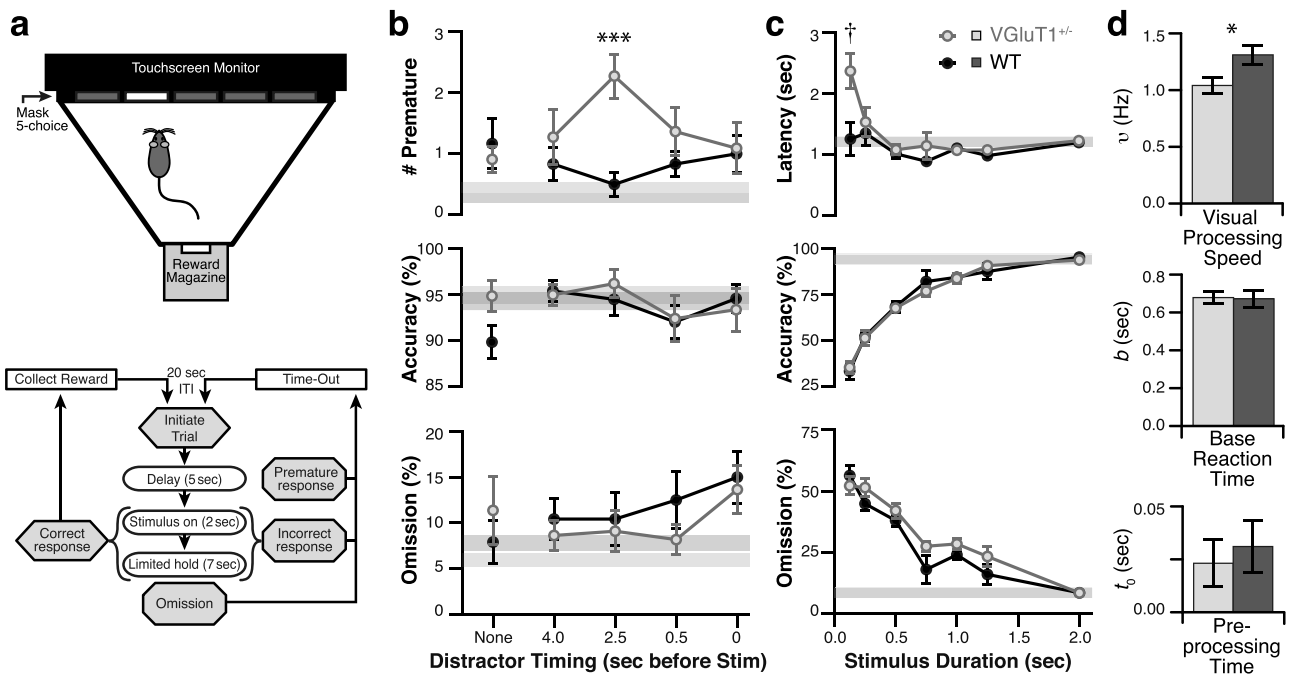 a
Touchscreen Monitor
Mask
5-choice
Reward
Magazine
Collect Reward
20 sec
ITI
Time-Out
Initiate
Trial
Delay (5 sec)
Premature
response
Stimulus on (2 sec)
Correct
response
Incorrect
response
Limited hold (7 sec)
Omission
b
***
# Premature
3
2
1
0
Accuracy (%)
100
95
90
85
Omission (%)
20
15
10
5
0
None
4.0
2.5
0.5
0
Distractor Timing (sec before Stim)
c
†
VGluT1+/-
WT
Latency (sec)
3
2
1
0
Accuracy (%)
100
75
50
25
Omission (%)
75
50
25
0
0.0
0.5
1.0
1.5
2.0
Stimulus Duration (sec)
d
*
υ (Hz)
1.5
1.0
0.5
0.0
Visual
Processing
Speed
b (sec)
0.8
0.6
0.4
0.2
0.0
Base
Reaction
Time
t0 (sec)
0.05
0.00
Pre-
processing
Time